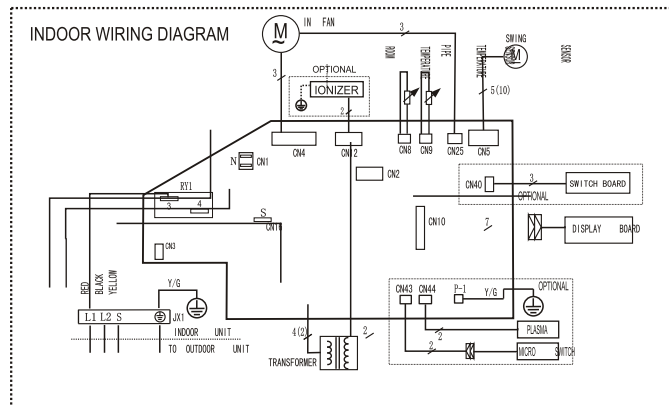 INDOOR WIRING DIAGRAM
M
IN FAN
3
3
OPTIONAL
IONIZER
2
ROOM
TEMPERATURE
PIPE
TEMPERATURE
SENSOR
SWING
M
5(10)
N
CN1
CN4
CN12
CN8
CN9
CN25
CN5
CN2
CN40
3
SWITCH BOARD
OPTIONAL
RY1
3
4
S
CN10
7
DISPLAY BOARD
CN3
RED
BLACK
YELLOW
Y/G
L1 L2 S
JX1
INDOOR UNIT
TO OUTDOOR UNIT
4(2)
TRANSFORMER
2
CN43
CN44
P-1
Y/G
OPTIONAL
2
PLASMA
2
MICRO SWITCH